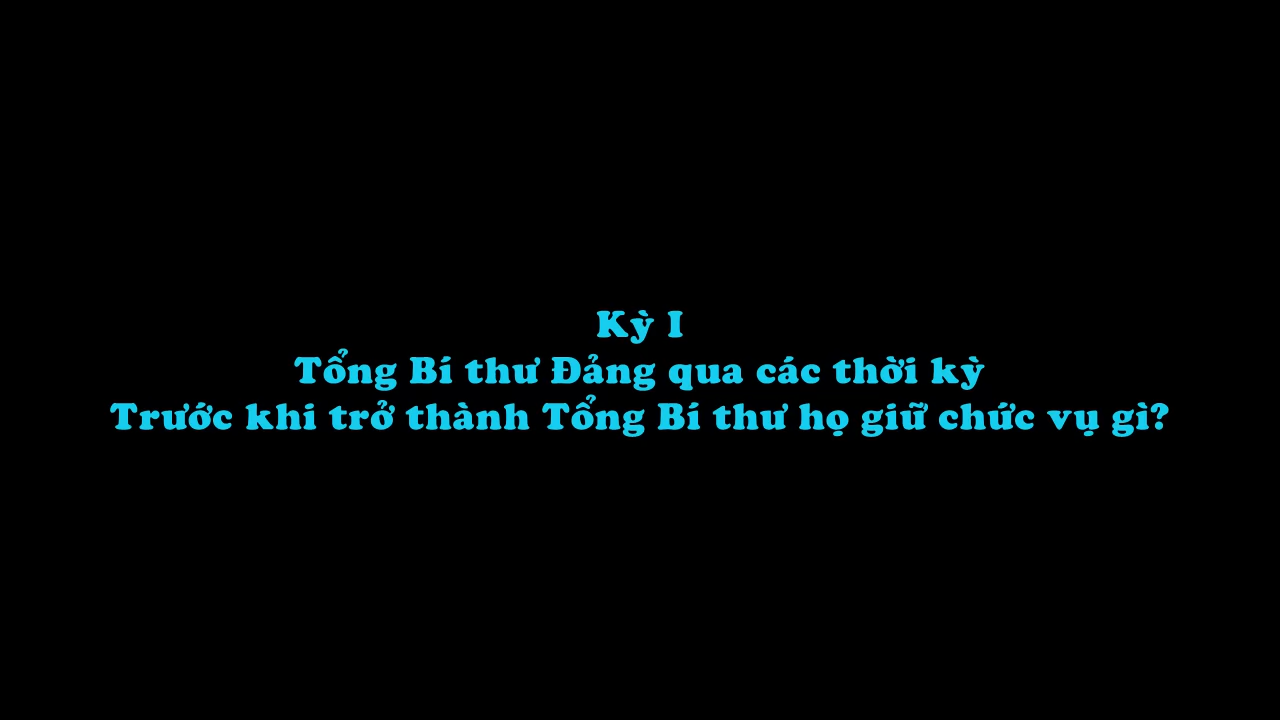 Kỳ I
Tổng Bí thư Đảng qua các thời kỳ
Trước khi trở thành Tổng Bí thư họ giữ chức vụ gì?